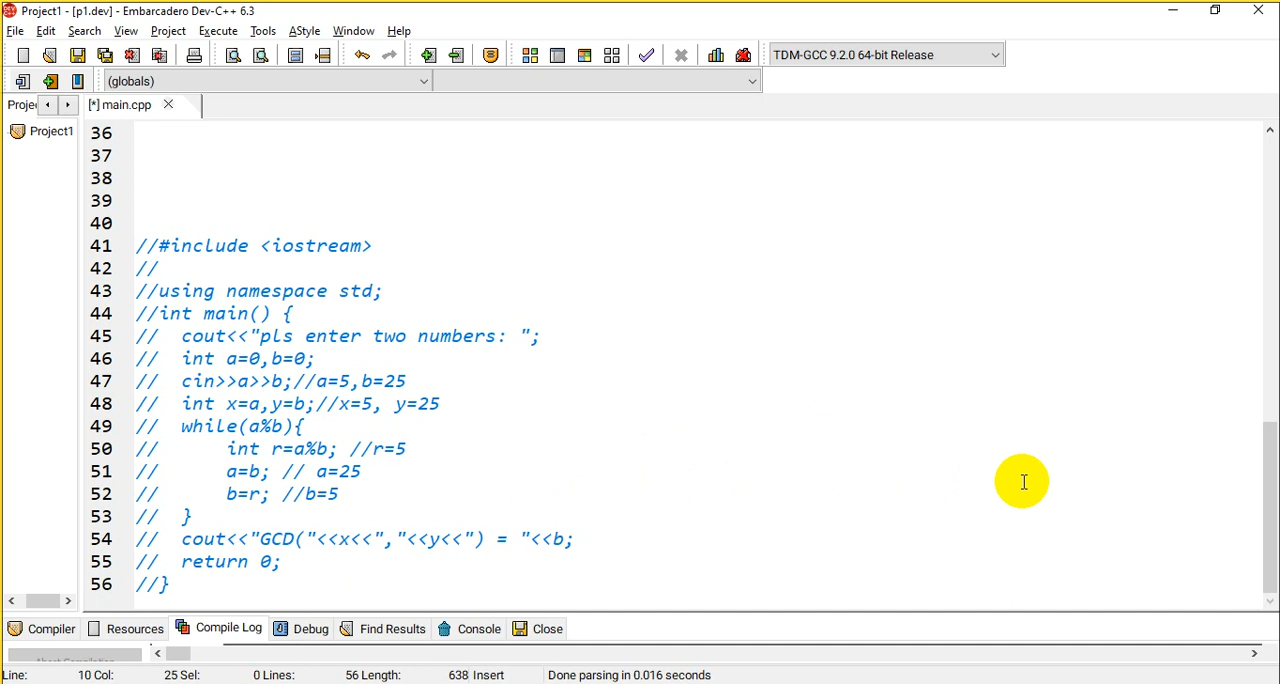 Project1 - [p1.dev] - Embarcadero Dev-C++ 6.3
File Edit Search View Project Execute Tools AStyle Window Help
TDM-GCC 9.2.0 64-bit Release
(globals)
Proje [*] main.cpp
Project1
36
37
38
39
40
41 //#include <iostream>
42 //
43 //using namespace std;
44 //int main() {
45 // cout<<"pls enter two numbers: ";
46 // int a=0,b=0;
47 // cin>>a>>b;//a=5,b=25
48 // int x=a,y=b;//x=5, y=25
49 // while(a%b){
50 // int r=a%b; //r=5
51 // a=b; // a=25
52 // b=r; //b=5
53 // }
54 // cout<<"GCD("<<x<<","<<y<<") = "<<b;
55 // return 0;
56 //}
Compiler Resources Compile Log Debug Find Results Console Close
Abort Compilation
Line: 10 Col: 25 Sel: 0 Lines: 56 Length: 638 Insert Done parsing in 0.016 seconds